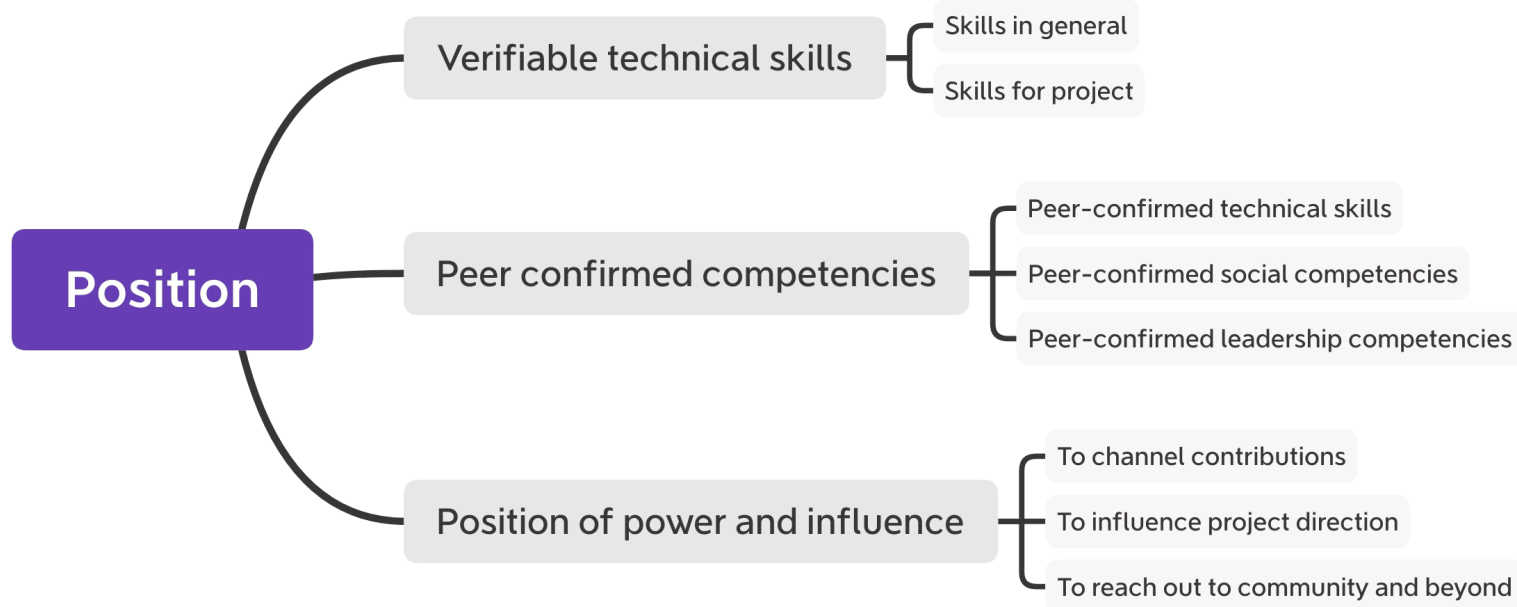 Position
Verifiable technical skills
Skills in general
Skills for project
Peer confirmed competencies
Peer-confirmed technical skills
Peer-confirmed social competencies
Peer-confirmed leadership competencies
Position of power and influence
To channel contributions
To influence project direction
To reach out to community and beyond